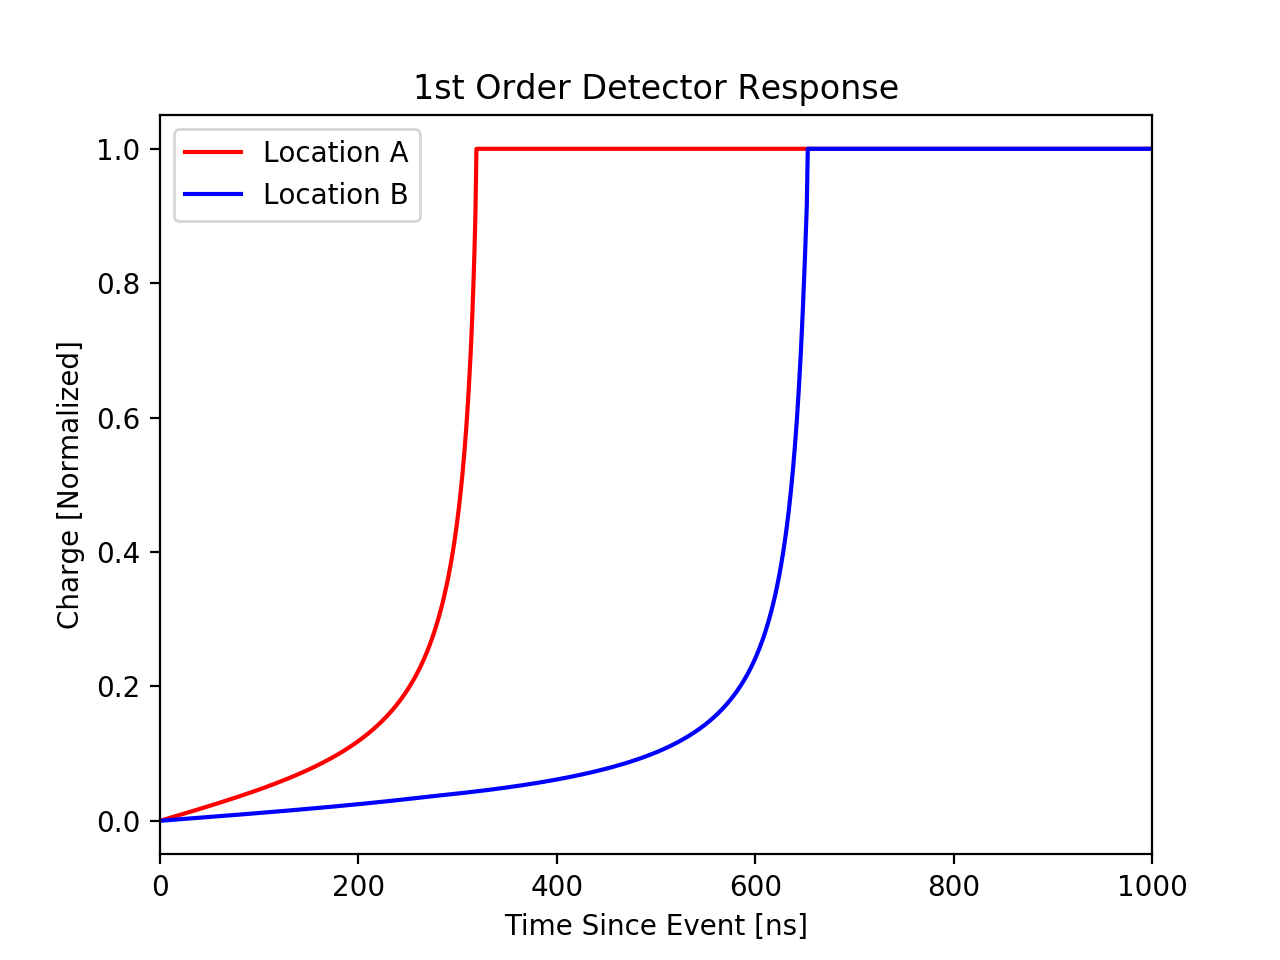 1st Order Detector Response
Location A
Location B
1.0
0.8
0.6
0.4
0.2
0.0
Charge [Normalized]
0 200 400 600 800 1000
Time Since Event [ns]